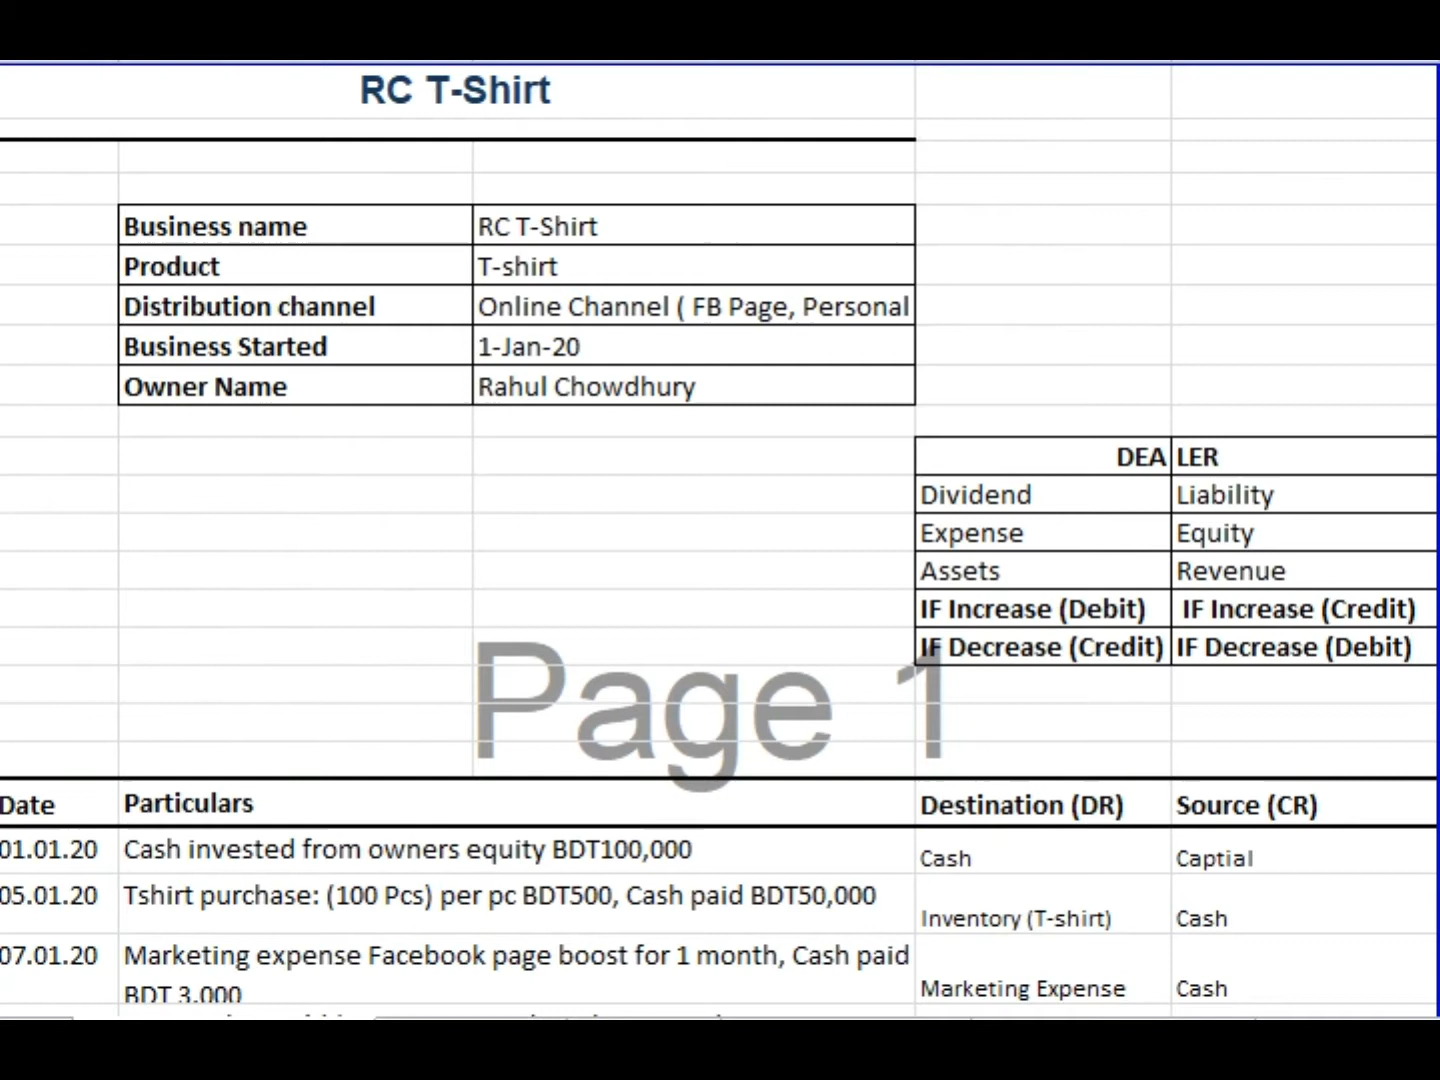 RC T-Shirt
Business name RC T-Shirt
Product T-shirt
Distribution channel Online Channel ( FB Page, Personal
Business Started 1-Jan-20
Owner Name Rahul Chowdhury
DEA LER
Dividend Liability
Expense Equity
Assets Revenue
IF Increase (Debit) IF Increase (Credit)
IF Decrease (Credit) IF Decrease (Debit)
Page 1
Date Particulars Destination (DR) Source (CR)
01.01.20 Cash invested from owners equity BDT100,000 Cash Captial
05.01.20 Tshirt purchase: (100 Pcs) per pc BDT500, Cash paid BDT50,000 Inventory (T-shirt) Cash
07.01.20 Marketing expense Facebook page boost for 1 month, Cash paid
BDT 3,000 Marketing Expense Cash